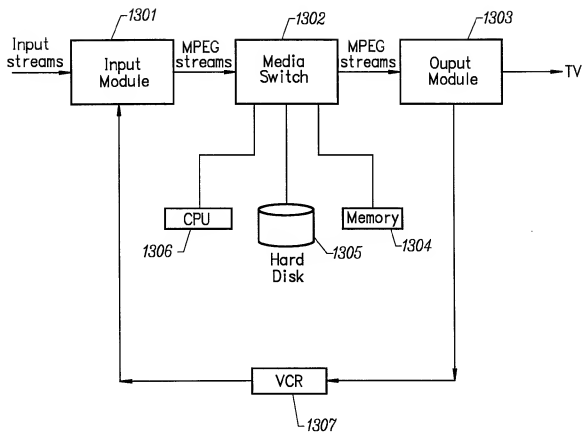 1301
1302
1303
Input
streams
Input
Module
MPEG
streams
Media
Switch
MPEG
streams
Ouput
Module
TV
CPU
1306
Hard
Disk
1305
Memory
1304
VCR
1307